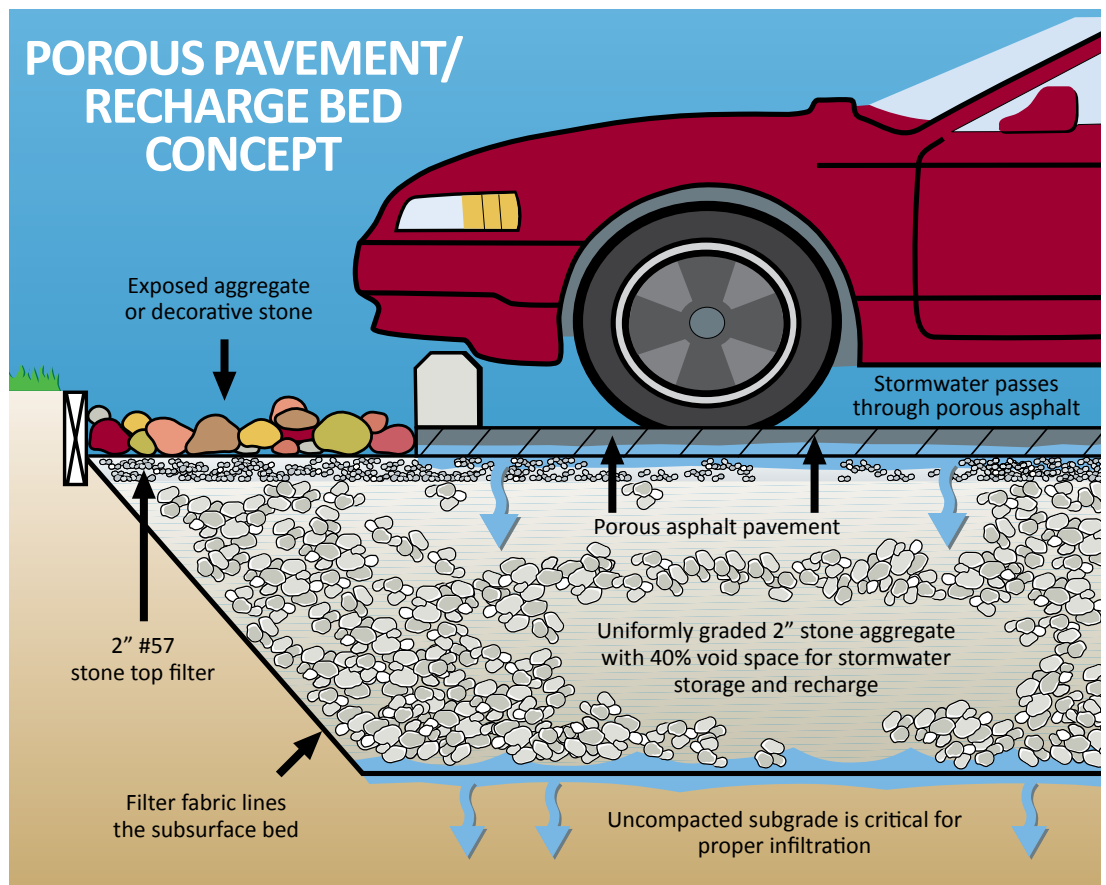 POROUS PAVEMENT/
RECHARGE BED
CONCEPT
Exposed aggregate
or decorative stone
Stormwater passes
through porous asphalt
Porous asphalt pavement
2” #57
stone top filter
Uniformly graded 2” stone aggregate
with 40% void space for stormwater
storage and recharge
Filter fabric lines
the subsurface bed
Uncompacted subgrade is critical for
proper infiltration